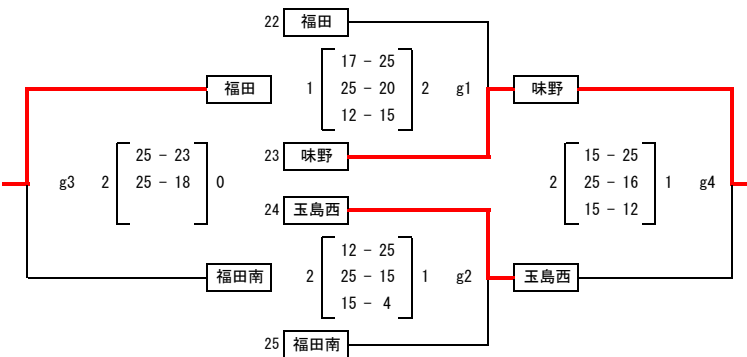 22 福田
17 - 25
福田 1 25 - 20 2 g1 味野
12 - 15
25 - 23 23 味野 15 - 25
g3 2 25 - 18 0 2 25 - 16 1 g4
24 玉島西 15 - 12
12 - 25
福田南 2 25 - 15 1 g2 玉島西
15 - 4
25 福田南